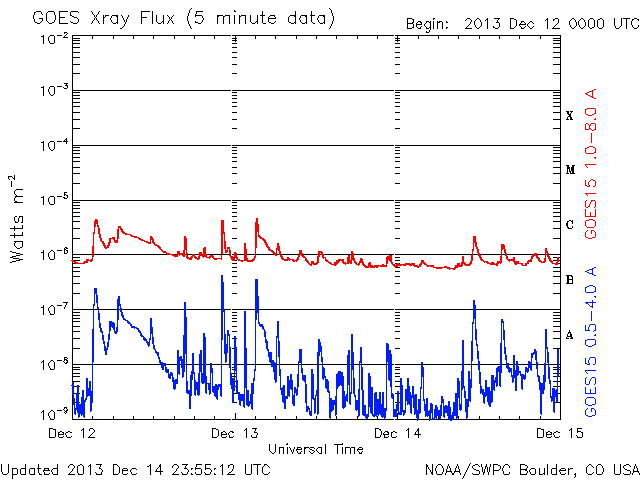 GOES Xray Flux (5 minute data)
Begin: 2013 Dec 12 0000 UTC
10⁻²
10⁻³
10⁻⁴
10⁻⁵
10⁻⁶
10⁻⁷
10⁻⁸
10⁻⁹
Watts m⁻²
X
M
C
B
A
GOES15 1.0-8.0 A
GOES15 0.5-4.0 A
Dec 12
Dec 13
Dec 14
Dec 15
Universal Time
Updated 2013 Dec 14 23:55:12 UTC
NOAA/SWPC Boulder, CO USA